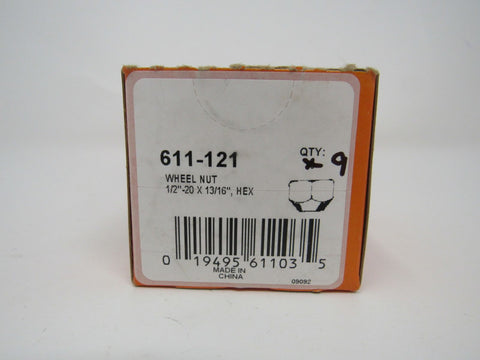 611-121
QTY:
9
WHEEL NUT
1/2"-20 X 13/16", HEX
0 19495 61103 5
MADE IN
CHINA
09092